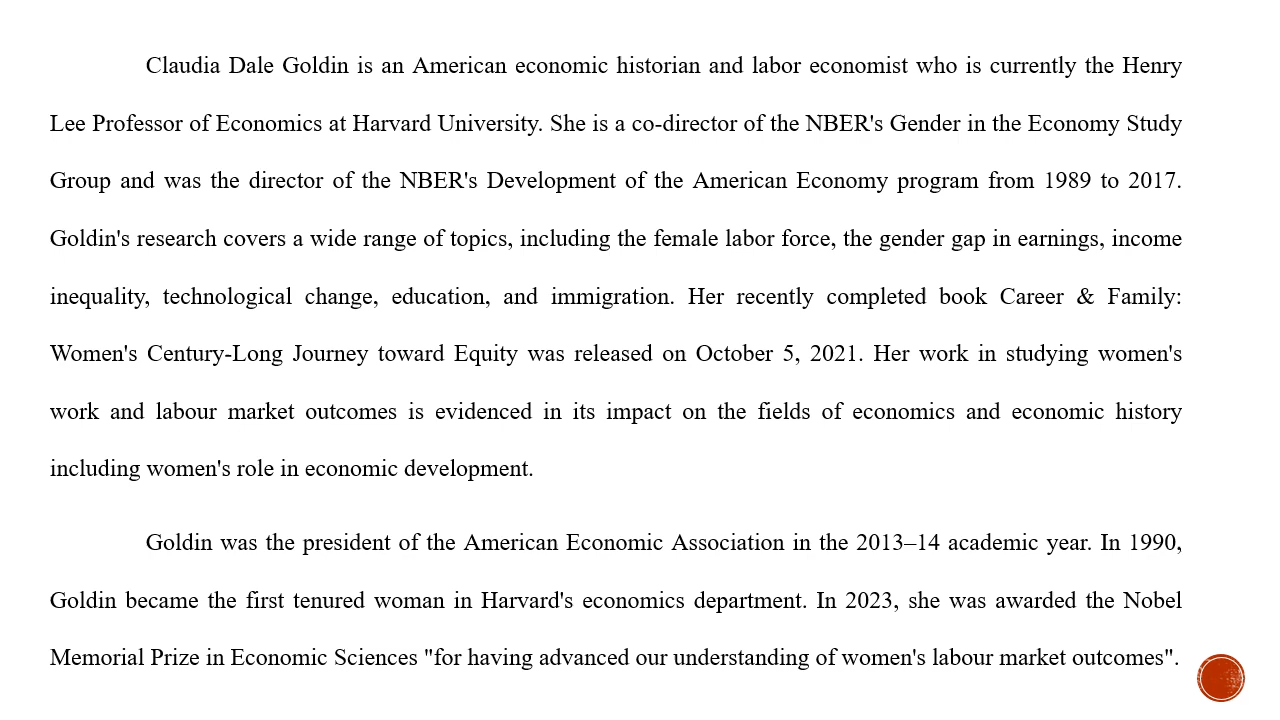 Claudia Dale Goldin is an American economic historian and labor economist who is currently the Henry
Lee Professor of Economics at Harvard University. She is a co-director of the NBER's Gender in the Economy Study
Group and was the director of the NBER's Development of the American Economy program from 1989 to 2017.
Goldin's research covers a wide range of topics, including the female labor force, the gender gap in earnings, income
inequality, technological change, education, and immigration. Her recently completed book Career & Family:
Women's Century-Long Journey toward Equity was released on October 5, 2021. Her work in studying women's
work and labour market outcomes is evidenced in its impact on the fields of economics and economic history
including women's role in economic development.
Goldin was the president of the American Economic Association in the 2013–14 academic year. In 1990,
Goldin became the first tenured woman in Harvard's economics department. In 2023, she was awarded the Nobel
Memorial Prize in Economic Sciences "for having advanced our understanding of women's labour market outcomes".